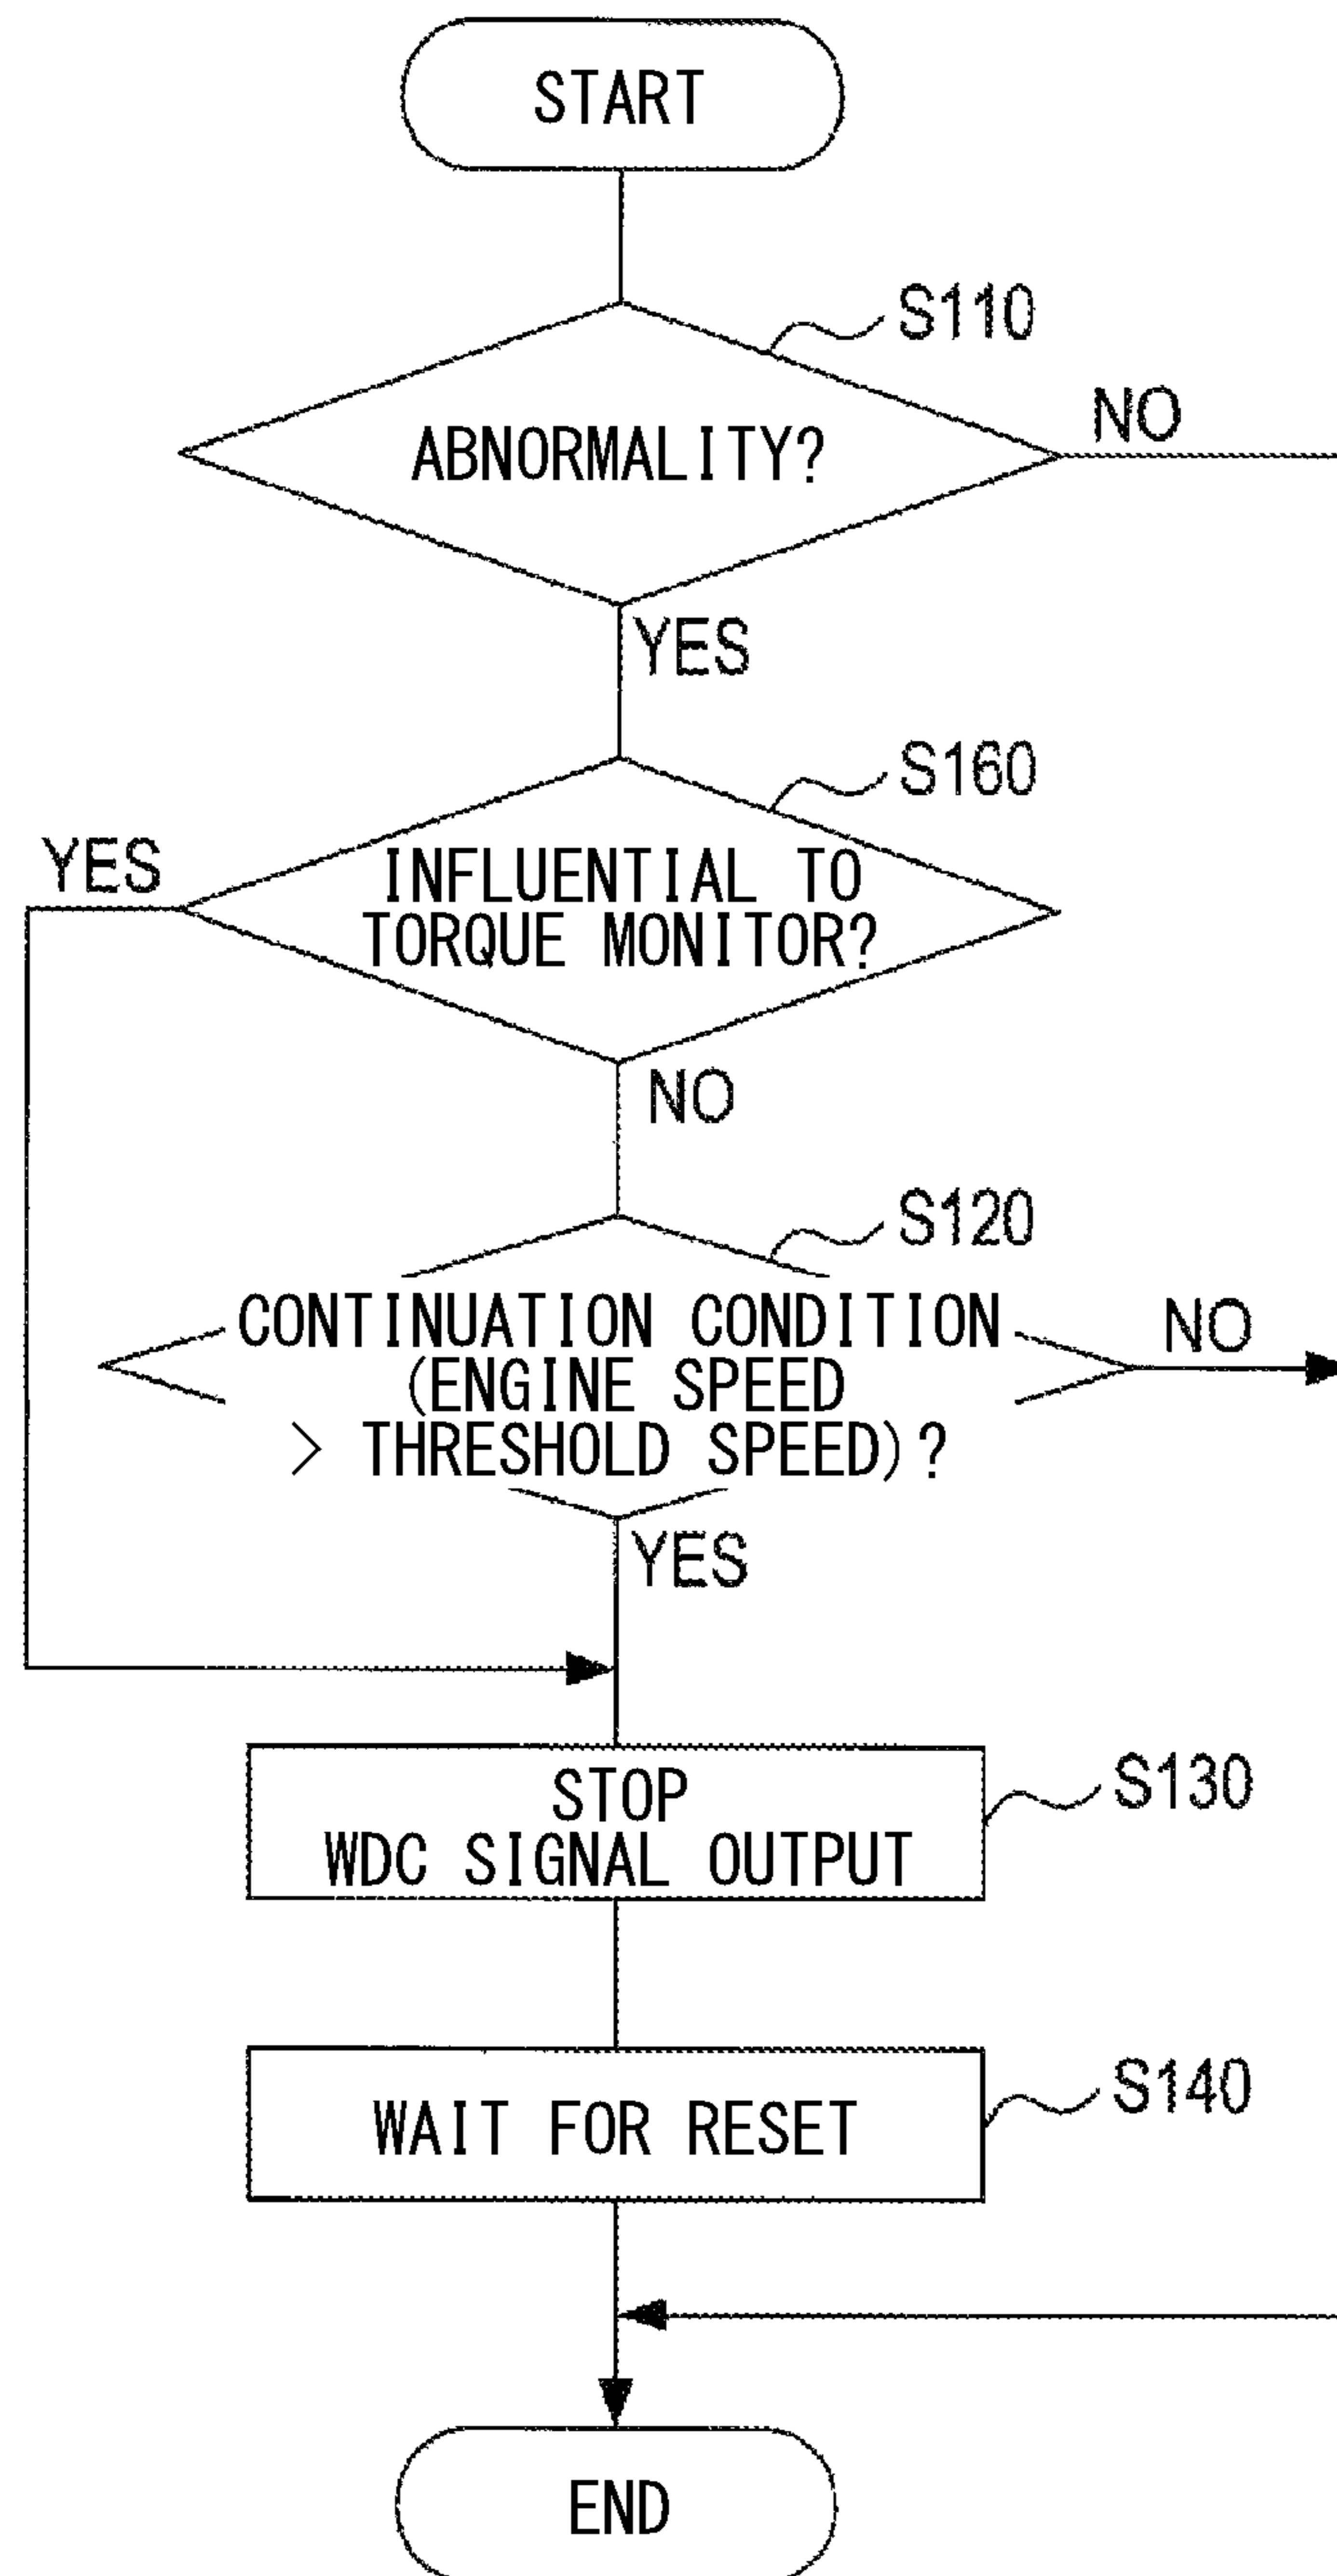 START
S110
ABNORMALITY?
NO
YES
S160
YES
INFLUENTIAL TO
TORQUE MONITOR?
NO
S120
CONTINUATION CONDITION
(ENGINE SPEED
> THRESHOLD SPEED)?
NO
YES
STOP
WDC SIGNAL OUTPUT
S130
WAIT FOR RESET
S140
END